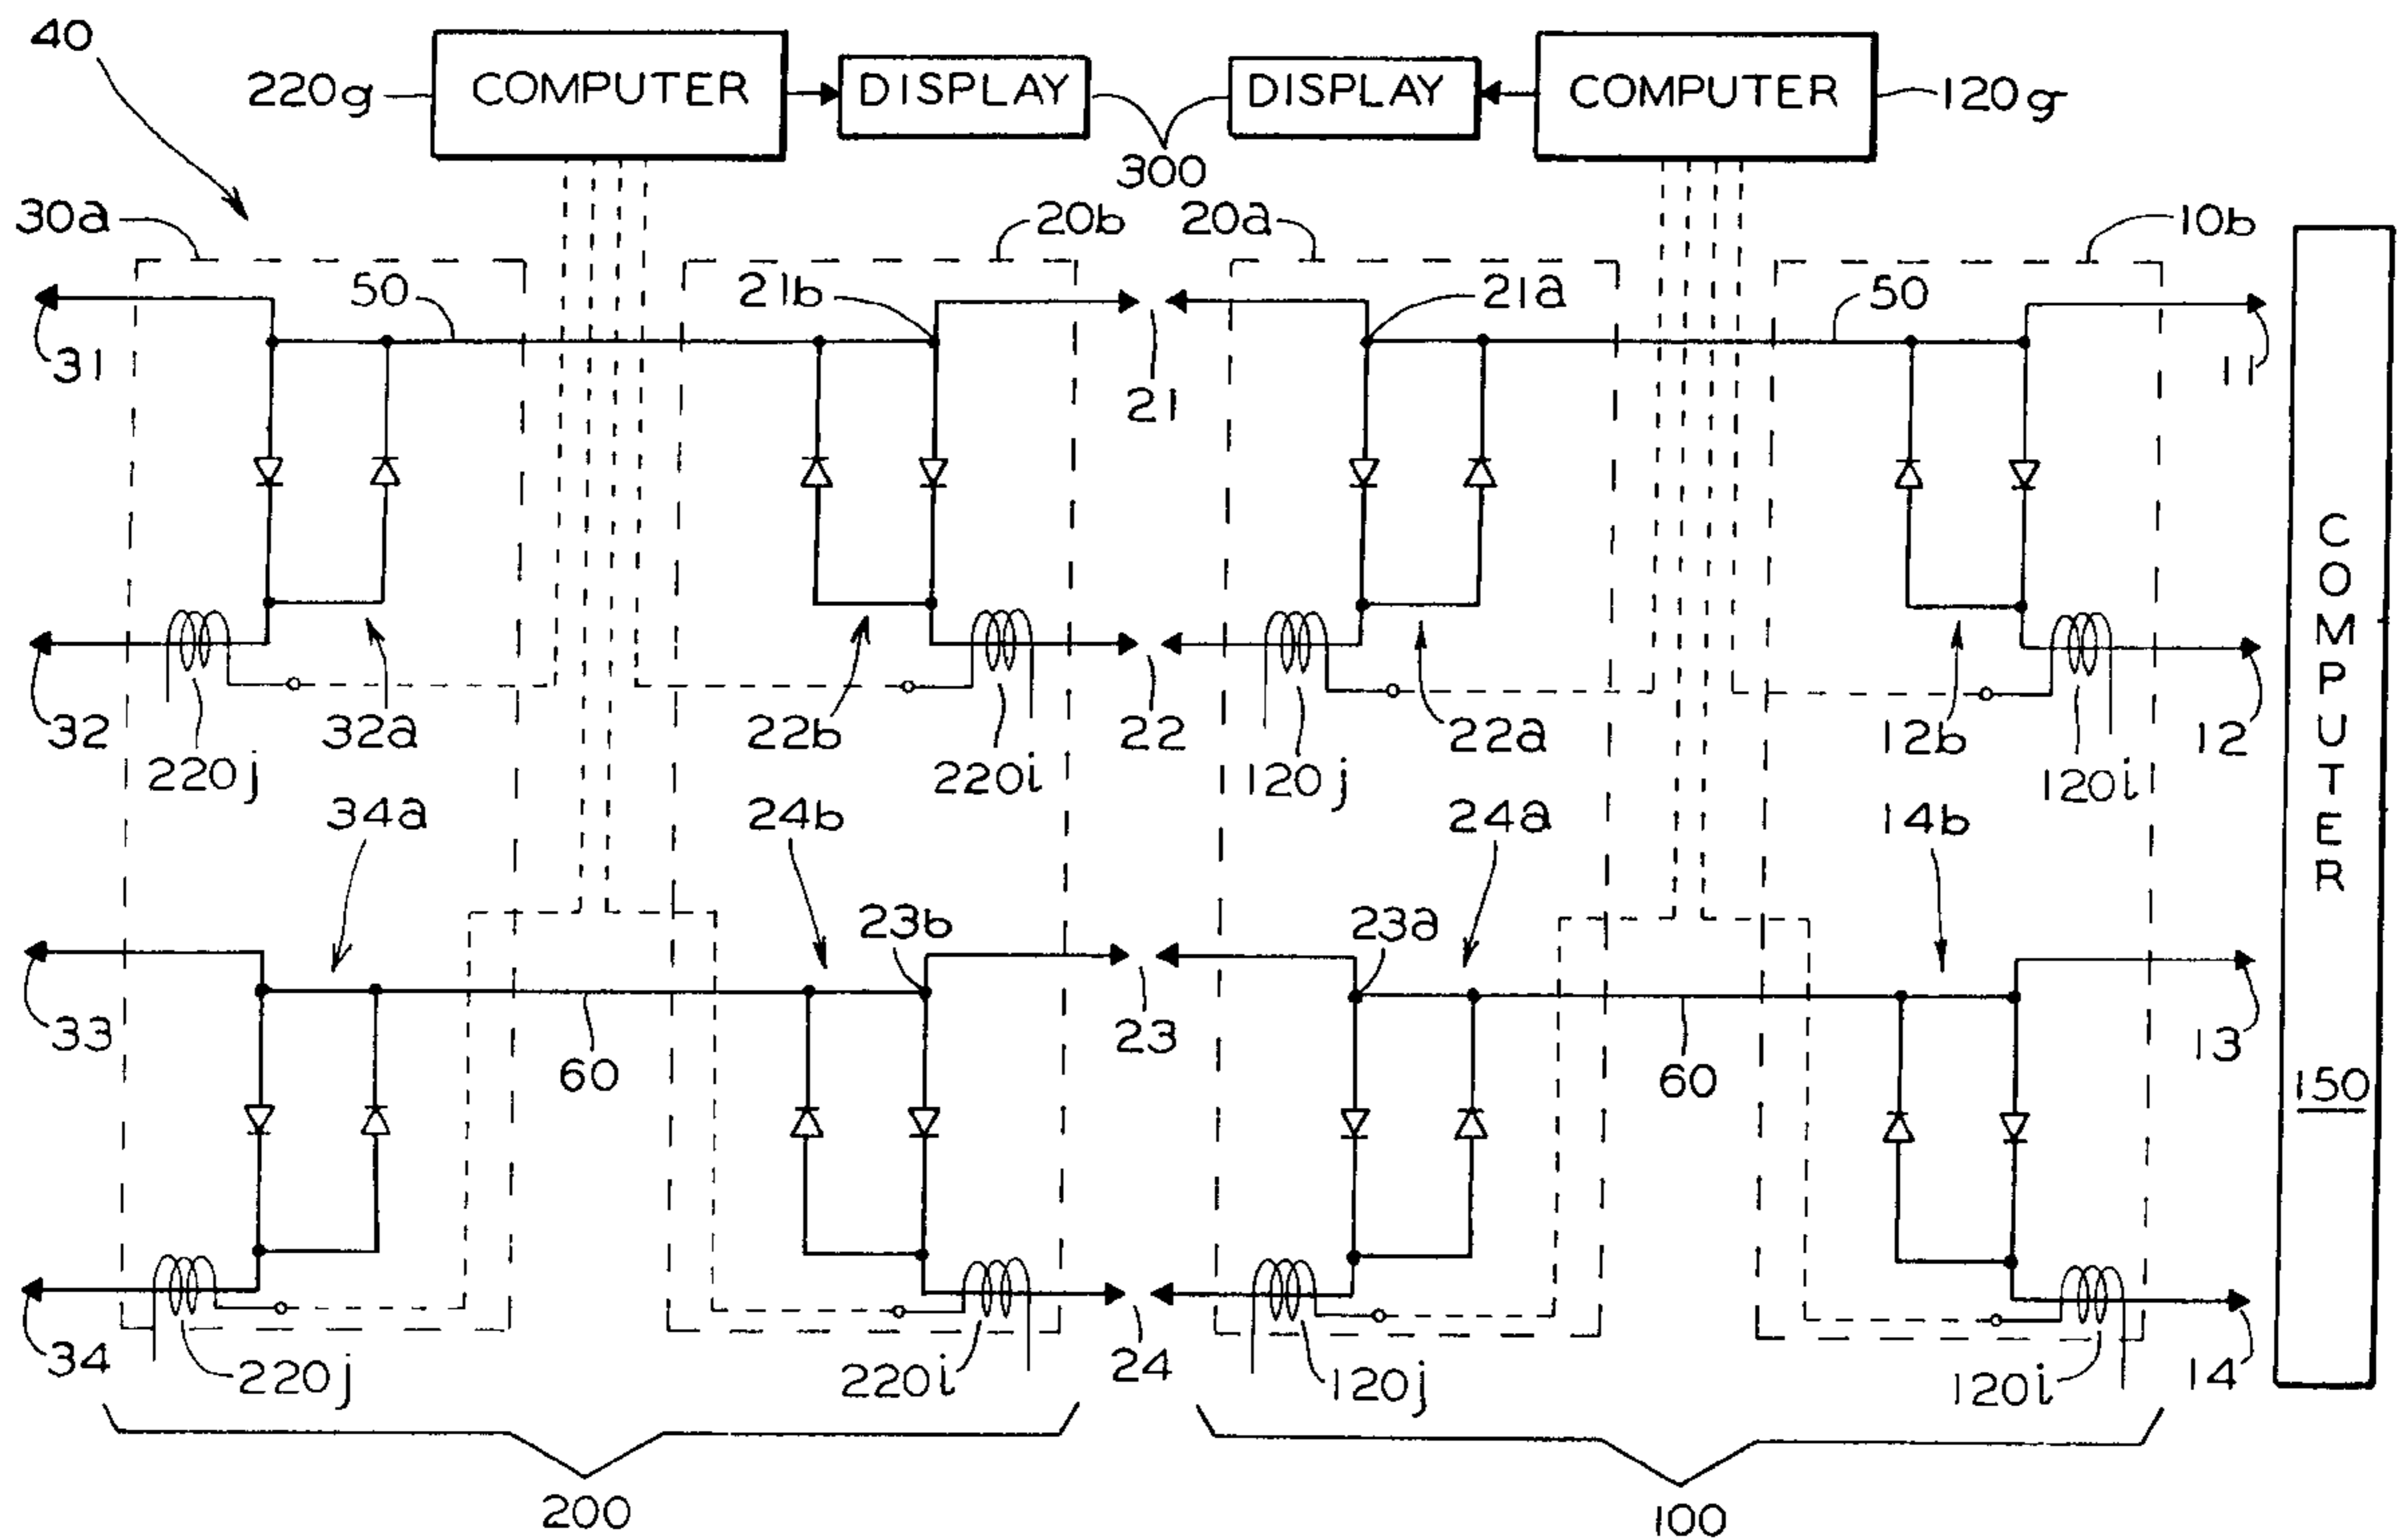 40
220g
COMPUTER
DISPLAY
DISPLAY
COMPUTER
120g
300
30a
20b
20a
10b
50
21b
21a
50
31
21
11
COMPUTER
150
32
32a
22b
22
22a
12b
12
220j
220i
120j
120i
34a
24b
24a
14b
23b
23a
33
60
23
60
13
34
220j
220i
24
120j
120i
14
200
100